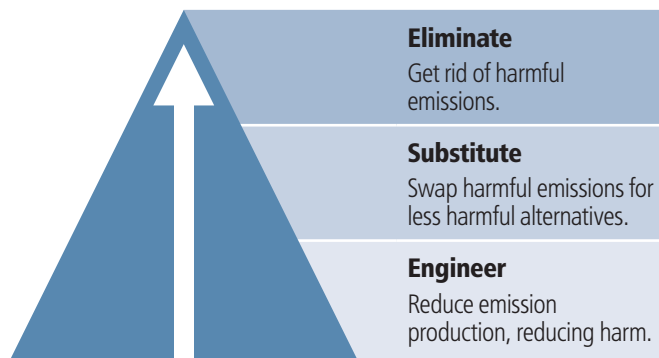 Eliminate
Get rid of harmful
emissions.
Substitute
Swap harmful emissions for
less harmful alternatives.
Engineer
Reduce emission
production, reducing harm.